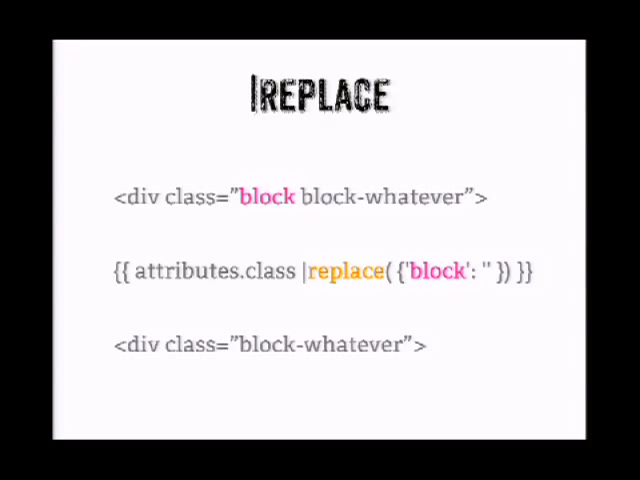 |REPLACE
<div class="block block-whatever">
{{ attributes.class |replace( {'block': '' }) }}
<div class="block-whatever">